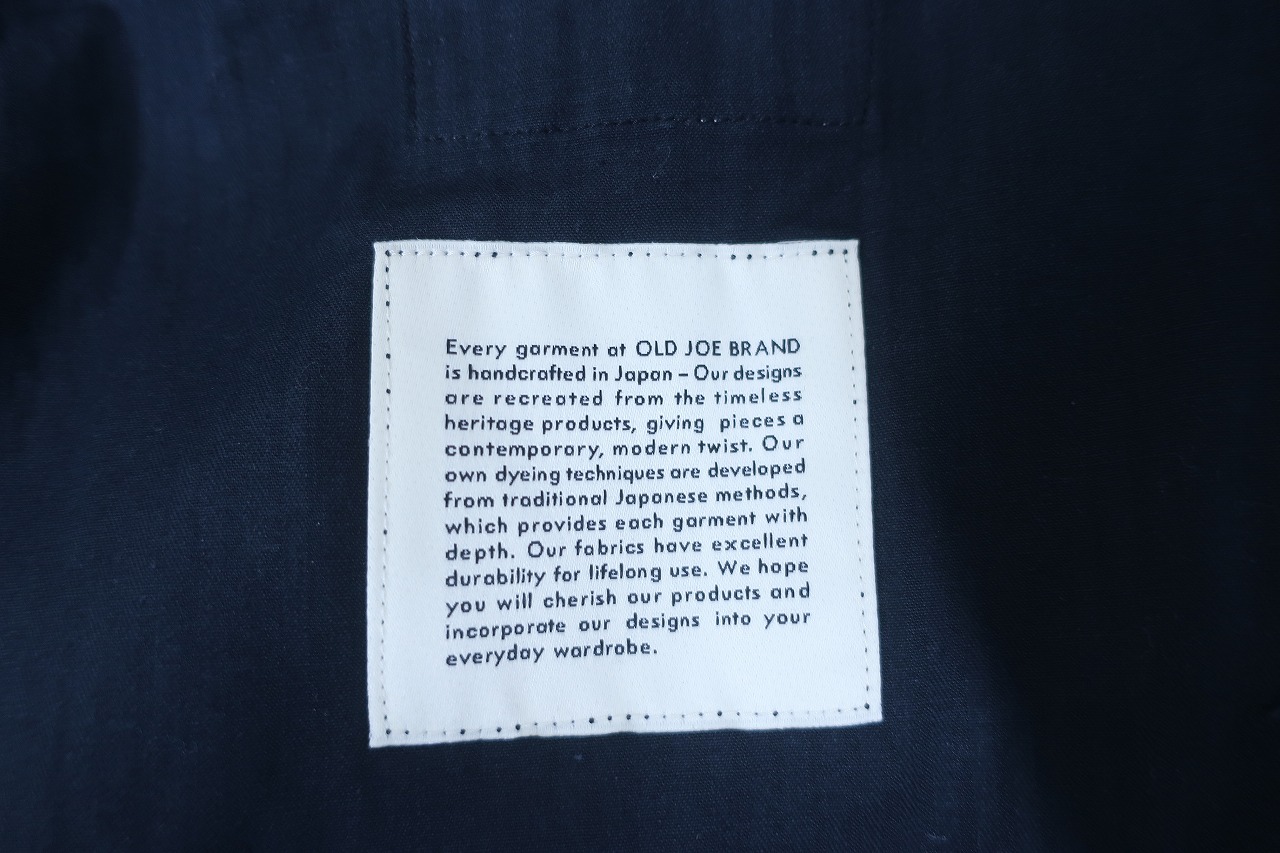 Every garment at OLD JOE BRAND
is handcrafted in Japan – Our designs
are recreated from the timeless
heritage products, giving pieces a
contemporary, modern twist. Our
own dyeing techniques are developed
from traditional Japanese methods,
which provides each garment with
depth. Our fabrics have excellent
durability for lifelong use. We hope
you will cherish our products and
incorporate our designs into your
everyday wardrobe.